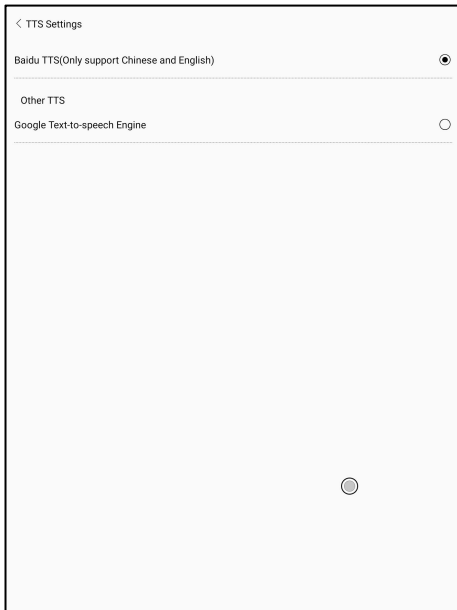 TTS Settings
Baidu TTS(Only support Chinese and English)
Other TTS
Google Text-to-speech Engine